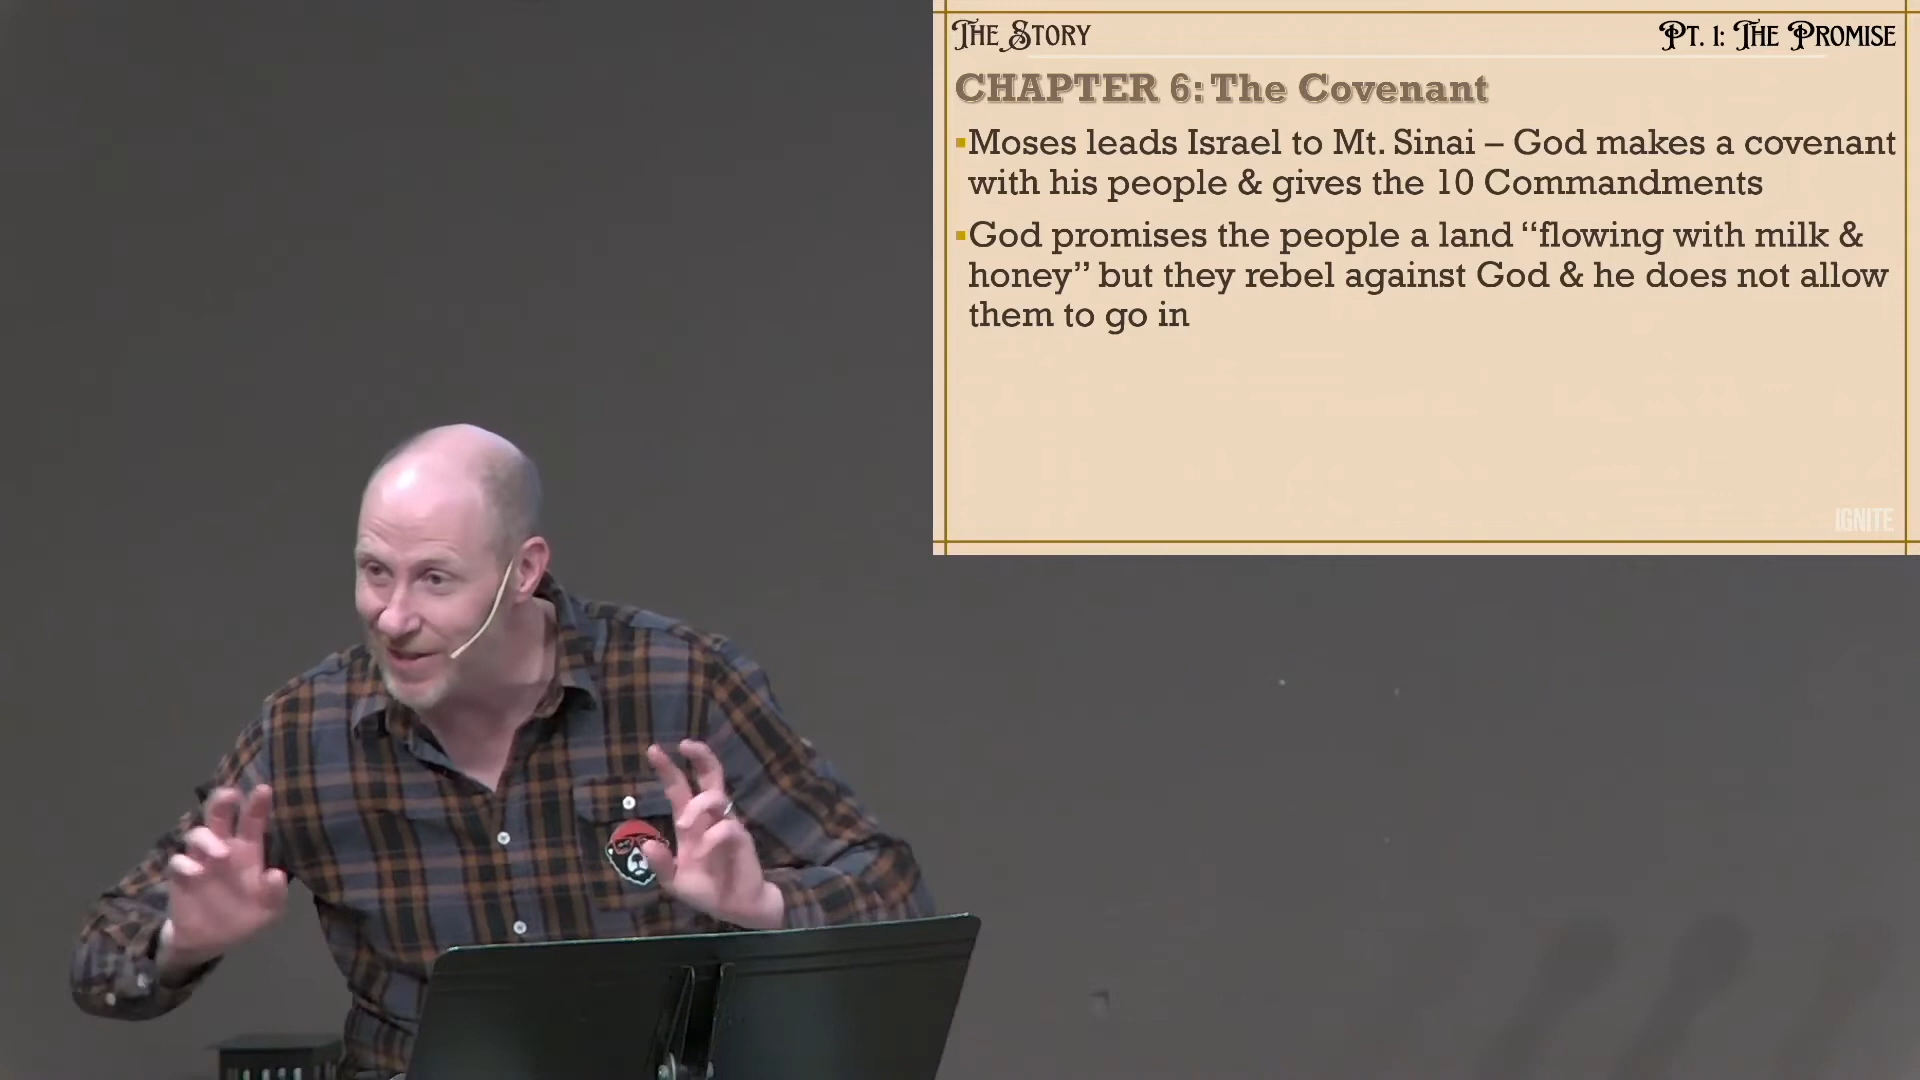 The Story
Pt. 1: The Promise
CHAPTER 6: The Covenant
▪Moses leads Israel to Mt. Sinai – God makes a covenant
with his people & gives the 10 Commandments
▪God promises the people a land “flowing with milk &
honey” but they rebel against God & he does not allow
them to go in
IGNITE